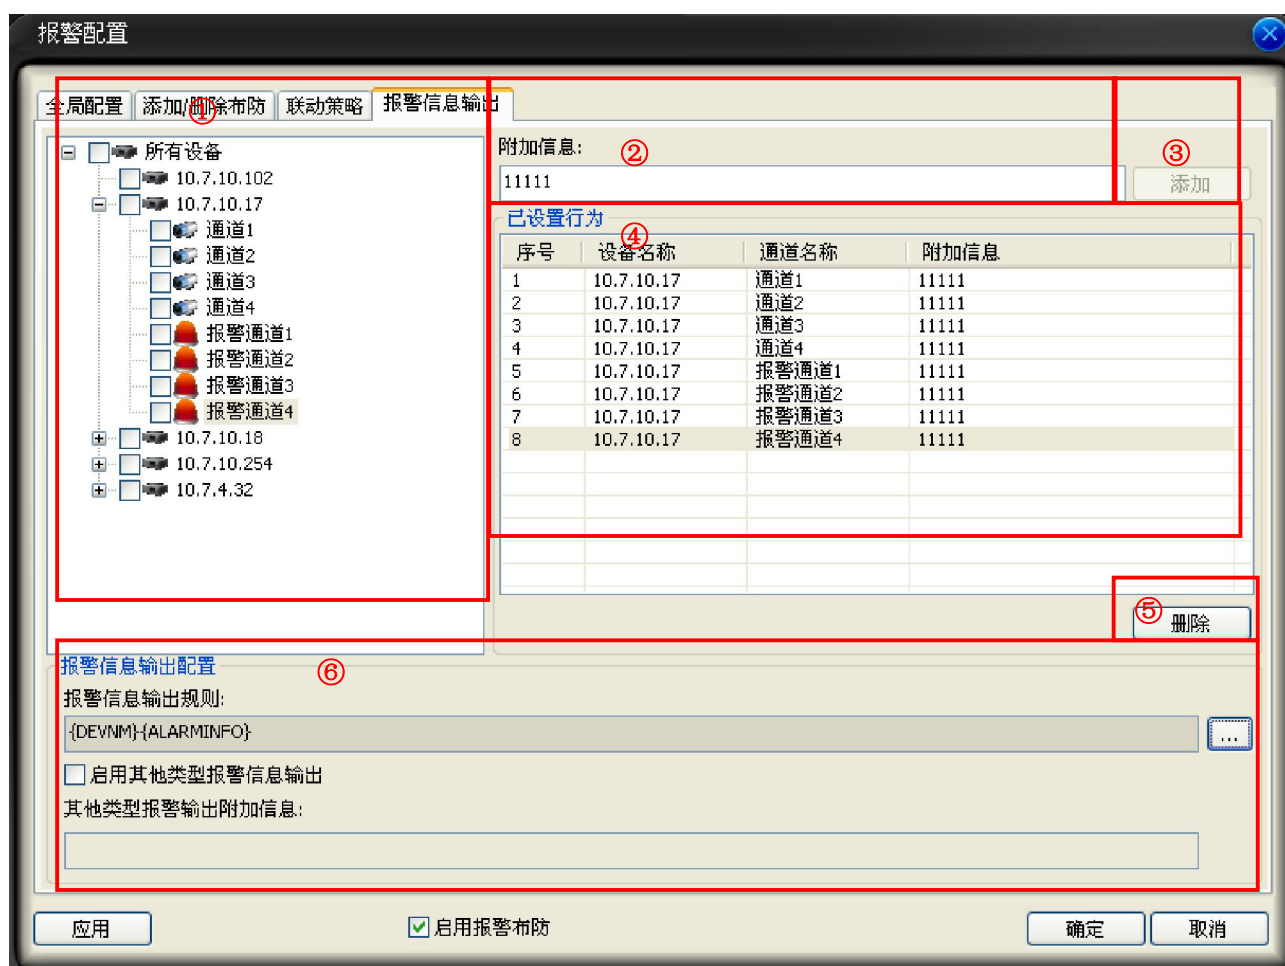 报警配置
全局配置 添加/删除布防 联动策略 报警信息输出
①
所有设备
10.7.10.102
10.7.10.17
通道1
通道2
通道3
通道4
报警通道1
报警通道2
报警通道3
报警通道4
10.7.10.18
10.7.10.254
10.7.4.32
附加信息:
②
③
11111
添加
已设置行为
④
序号 设备名称 通道名称 附加信息
1 10.7.10.17 通道1 11111
2 10.7.10.17 通道2 11111
3 10.7.10.17 通道3 11111
4 10.7.10.17 通道4 11111
5 10.7.10.17 报警通道1 11111
6 10.7.10.17 报警通道2 11111
7 10.7.10.17 报警通道3 11111
8 10.7.10.17 报警通道4 11111
⑤
删除
报警信息输出配置
⑥
报警信息输出规则:
{DEVNM}-{ALARMINFO}
...
启用其他类型报警信息输出
其他类型报警输出附加信息:
应用 启用报警布防 确定 取消